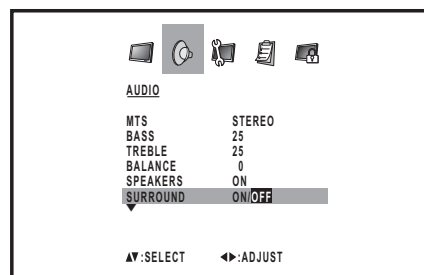 AUDIO
MTS STEREO
BASS 25
TREBLE 25
BALANCE 0
SPEAKERS ON
SURROUND ON/OFF
▲▼:SELECT ◀▶:ADJUST